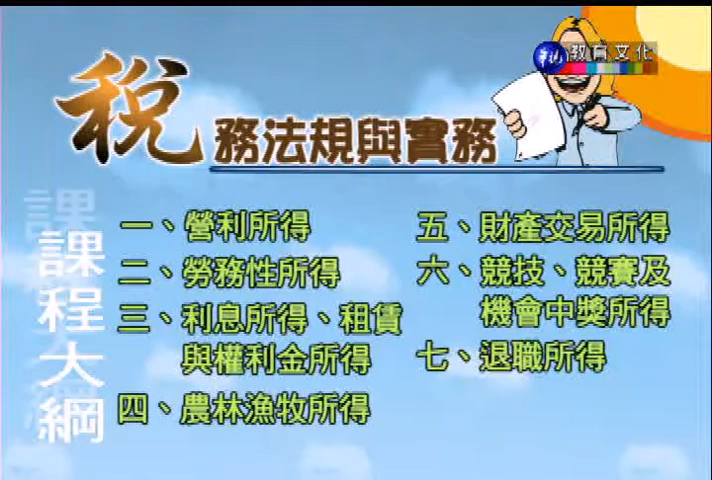 華視 教育文化
稅務法規與實務
課程大綱
一、營利所得
二、勞務性所得
三、利息所得、租賃
與權利金所得
四、農林漁牧所得
五、財產交易所得
六、競技、競賽及
機會中獎所得
七、退職所得